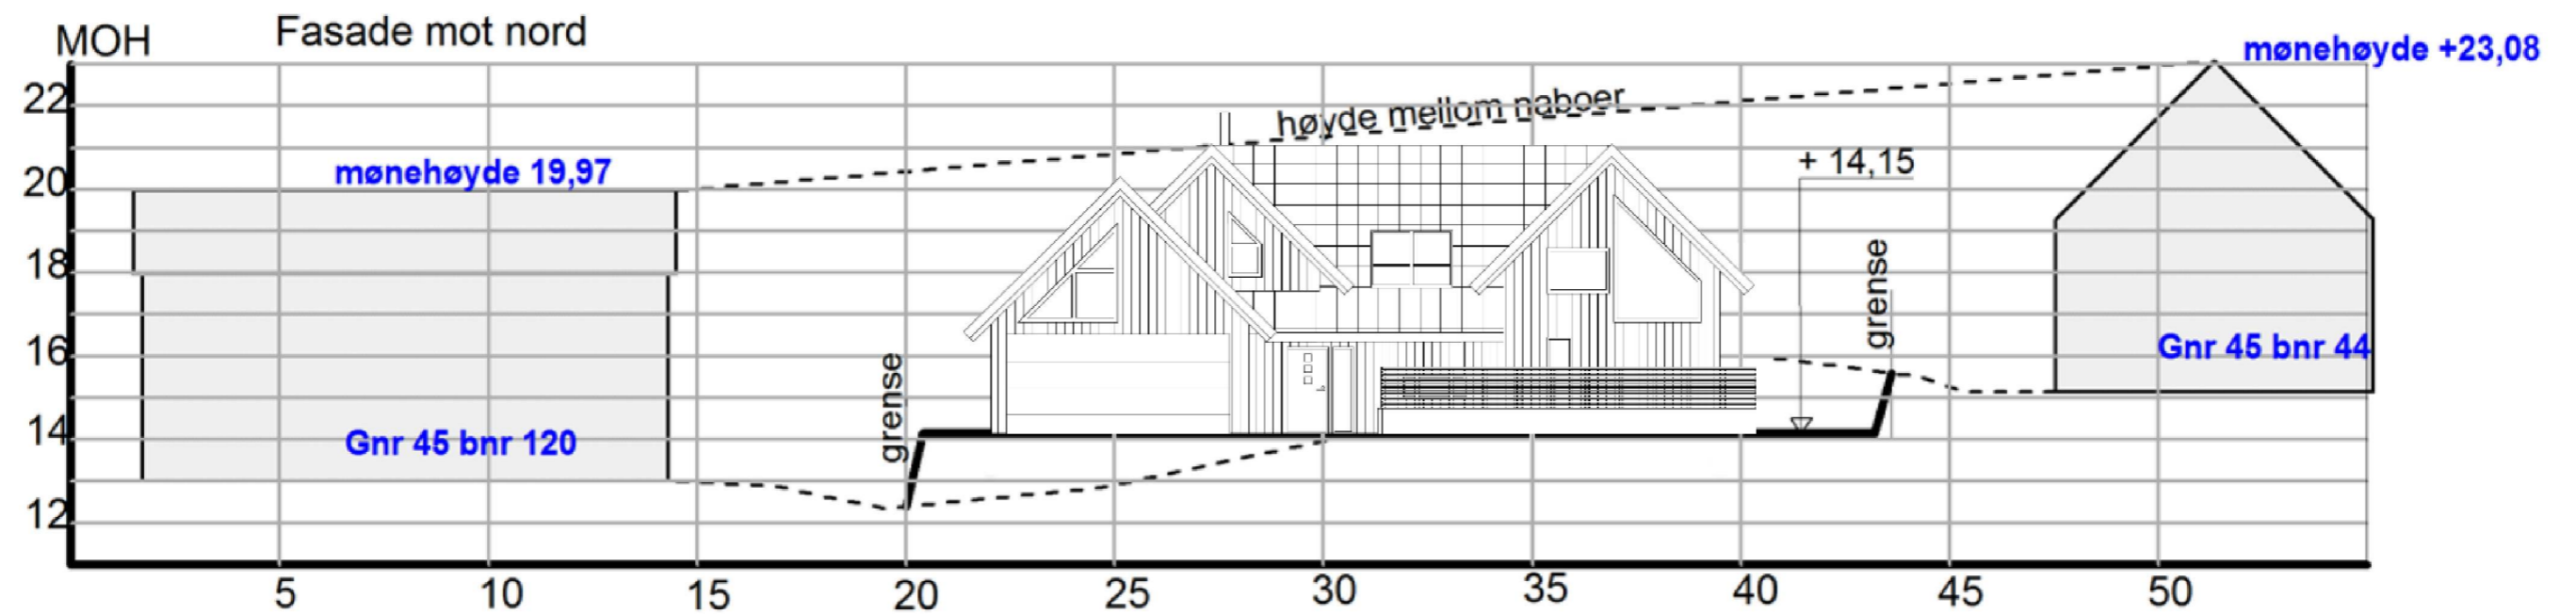 MOH
Fasade mot nord
mønehøyde +23,08
22
høyde mellom naboer
20
mønehøyde 19,97
+ 14,15
18
grense
16
grense
Gnr 45 bnr 44
14
Gnr 45 bnr 120
12
5 10 15 20 25 30 35 40 45 50